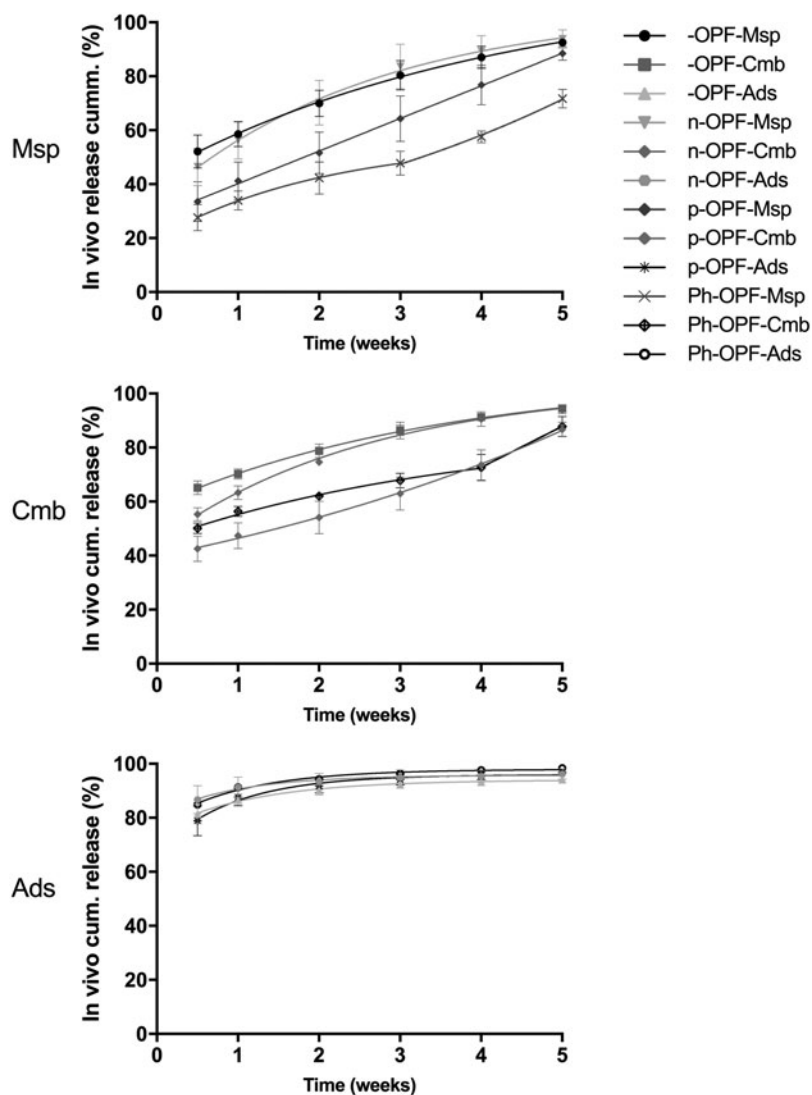 Msp
In vivo release cumm. (%)
100
80
60
40
20
0
0 1 2 3 4 5
Time (weeks)
-OPF-Msp
-OPF-Cmb
-OPF-Ads
n-OPF-Msp
n-OPF-Cmb
n-OPF-Ads
p-OPF-Msp
p-OPF-Cmb
p-OPF-Ads
Ph-OPF-Msp
Ph-OPF-Cmb
Ph-OPF-Ads
Cmb
In vivo cum. release (%)
100
80
60
40
20
0
0 1 2 3 4 5
Time (weeks)
Ads
In vivo cum. release (%)
100
80
60
40
20
0
0 1 2 3 4 5
Time (weeks)